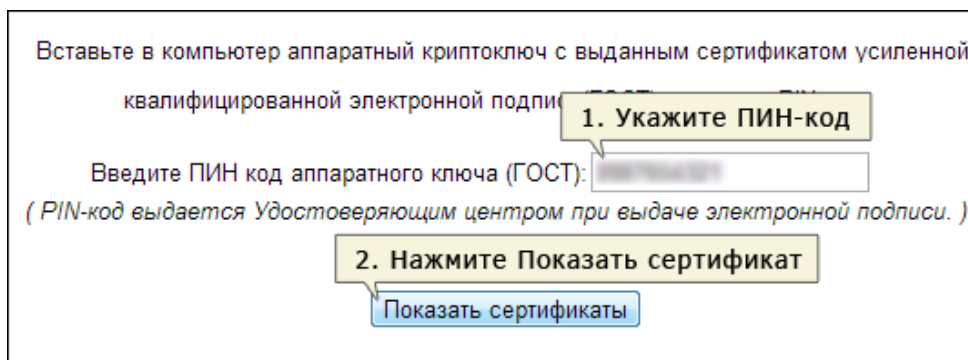 Вставьте в компьютер аппаратный криптоключ с выданным сертификатом усиленной
квалифицированной электронной подпис
1. Укажите ПИН-код
Введите ПИН код аппаратного ключа (ГОСТ):
( PIN-код выдается Удостоверяющим центром при выдаче электронной подписи. )
2. Нажмите Показать сертификат
Показать сертификаты